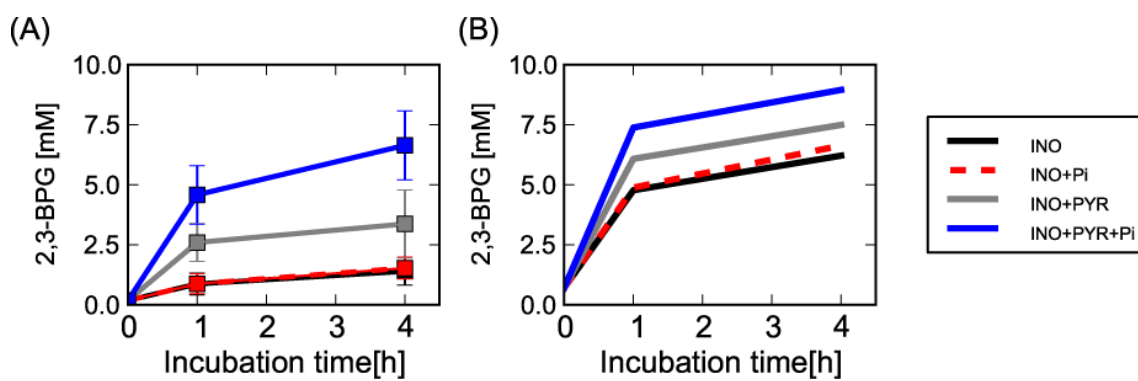 (A)
(B)
2,3-BPG [mM]
10.0
7.5
5.0
2.5
0.0
0
1
2
3
4
Incubation time[h]
2,3-BPG [mM]
10.0
7.5
5.0
2.5
0.0
0
1
2
3
4
Incubation time[h]
INO
INO+Pi
INO+PYR
INO+PYR+Pi